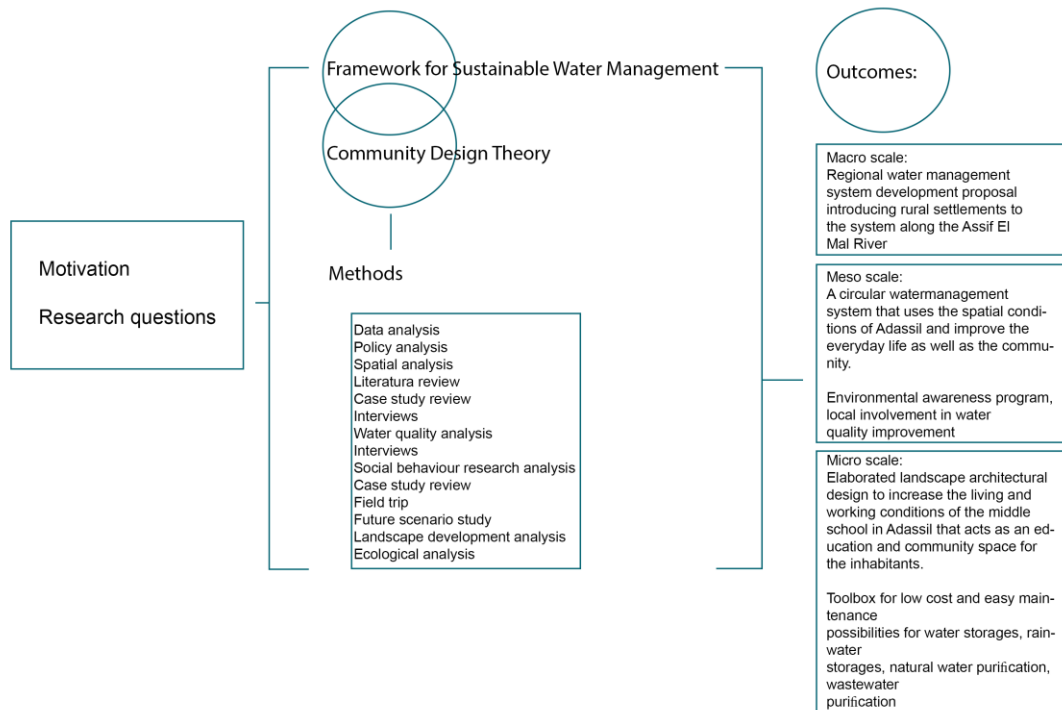 Motivation
Research questions
Framework for Sustainable Water Management
Community Design Theory
Methods
Data analysis
Policy analysis
Spatial analysis
Literatura review
Case study review
Interviews
Water quality analysis
Interviews
Social behaviour research analysis
Case study review
Field trip
Future scenario study
Landscape development analysis
Ecological analysis
Outcomes:
Macro scale:
Regional water management
system development proposal
introducing rural settlements to
the system along the Assif El
Mal River
Meso scale:
A circular watermanagement
system that uses the spatial condi-
tions of Adassil and improve the
everyday life as well as the commu-
nity.
Environmental awareness program,
local involvement in water
quality improvement
Micro scale:
Elaborated landscape architectural
design to increase the living and
working conditions of the middle
school in Adassil that acts as an ed-
ucation and community space for
the inhabitants.
Toolbox for low cost and easy main-
tenance
possibilities for water storages, rain-
water
storages, natural water purification,
wastewater
purification